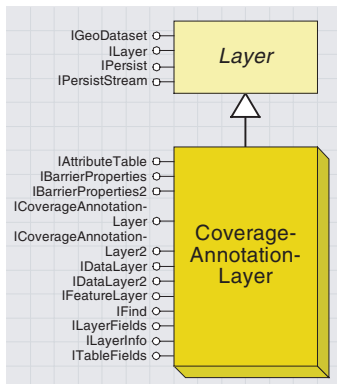 IGeoDataset
ILayer
IPersist
IPersistStream
Layer
IAttributeTable
IBarrierProperties
IBarrierProperties2
ICoverageAnnotation-
Layer
ICoverageAnnotation-
Layer2
IDataLayer
IDataLayer2
IFeatureLayer
IFind
ILayerFields
ILayerInfo
ITableFields
Coverage-
Annotation-
Layer